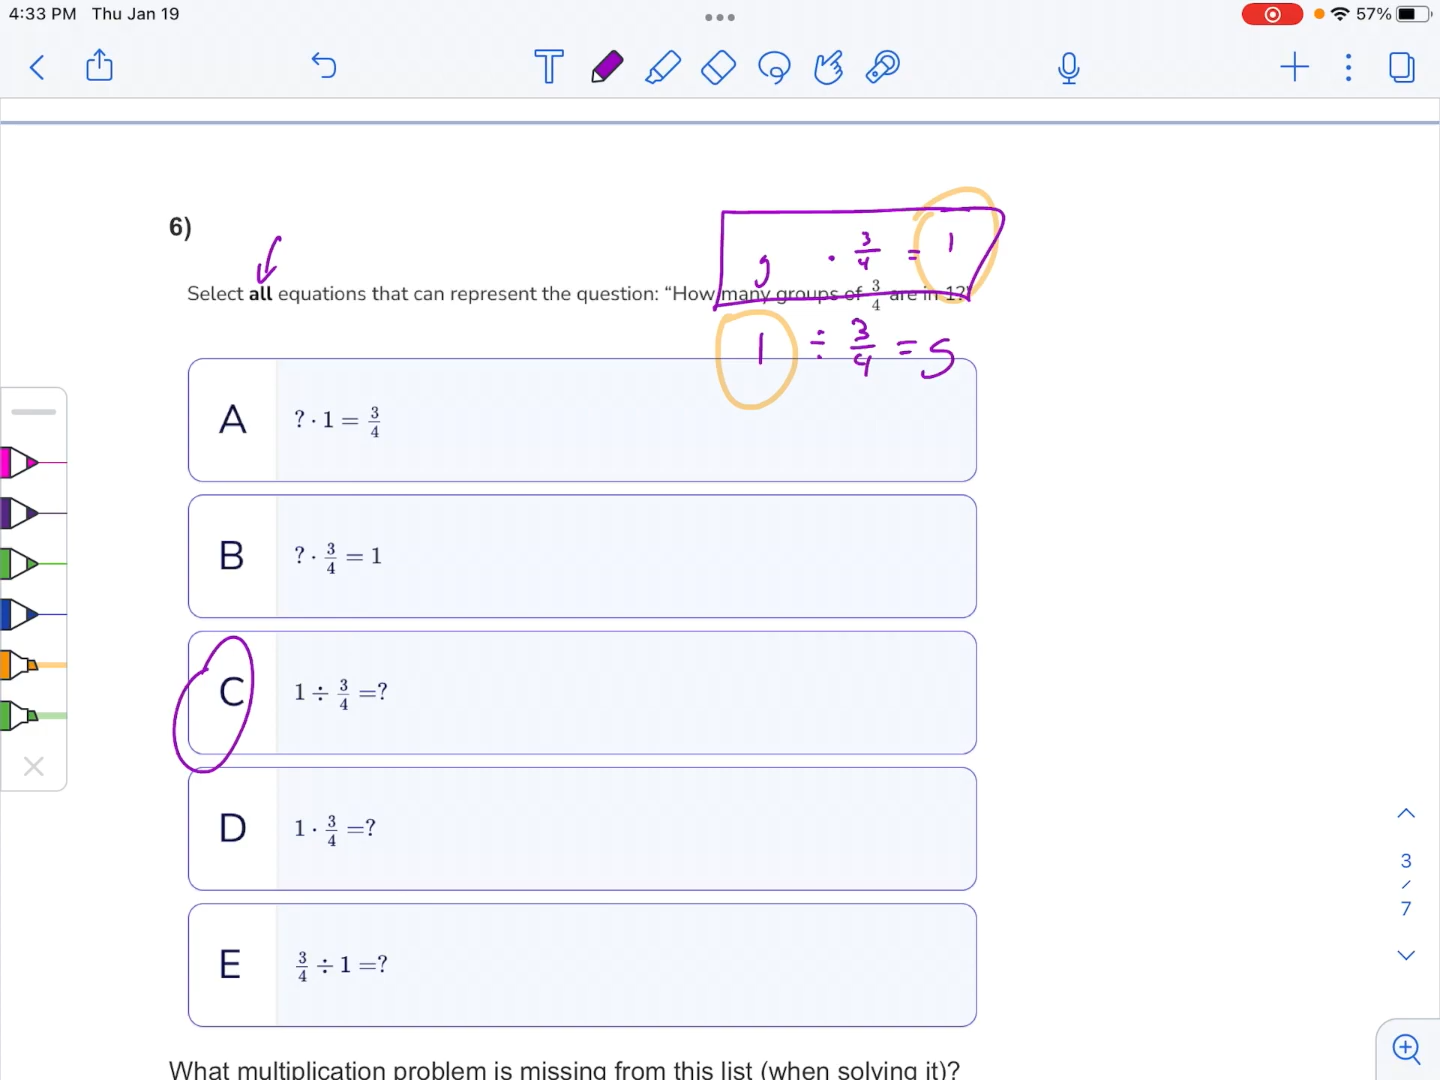 4:33 PM Thu Jan 19
57%
T
6)
g · 3/4 = 1
Select all equations that can represent the question: “How many groups of 3/4 are in 1?”
1 ÷ 3/4 = g
A ? · 1 = 3/4
B ? · 3/4 = 1
C 1 ÷ 3/4 =?
D 1 · 3/4 =?
E 3/4 ÷ 1 =?
3
/
7
What multiplication problem is missing from this list (when solving it)?